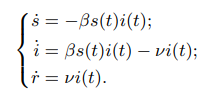 ṡ = −βs(t)i(t);
i̇ = βs(t)i(t) − νi(t);
ṙ = νi(t).